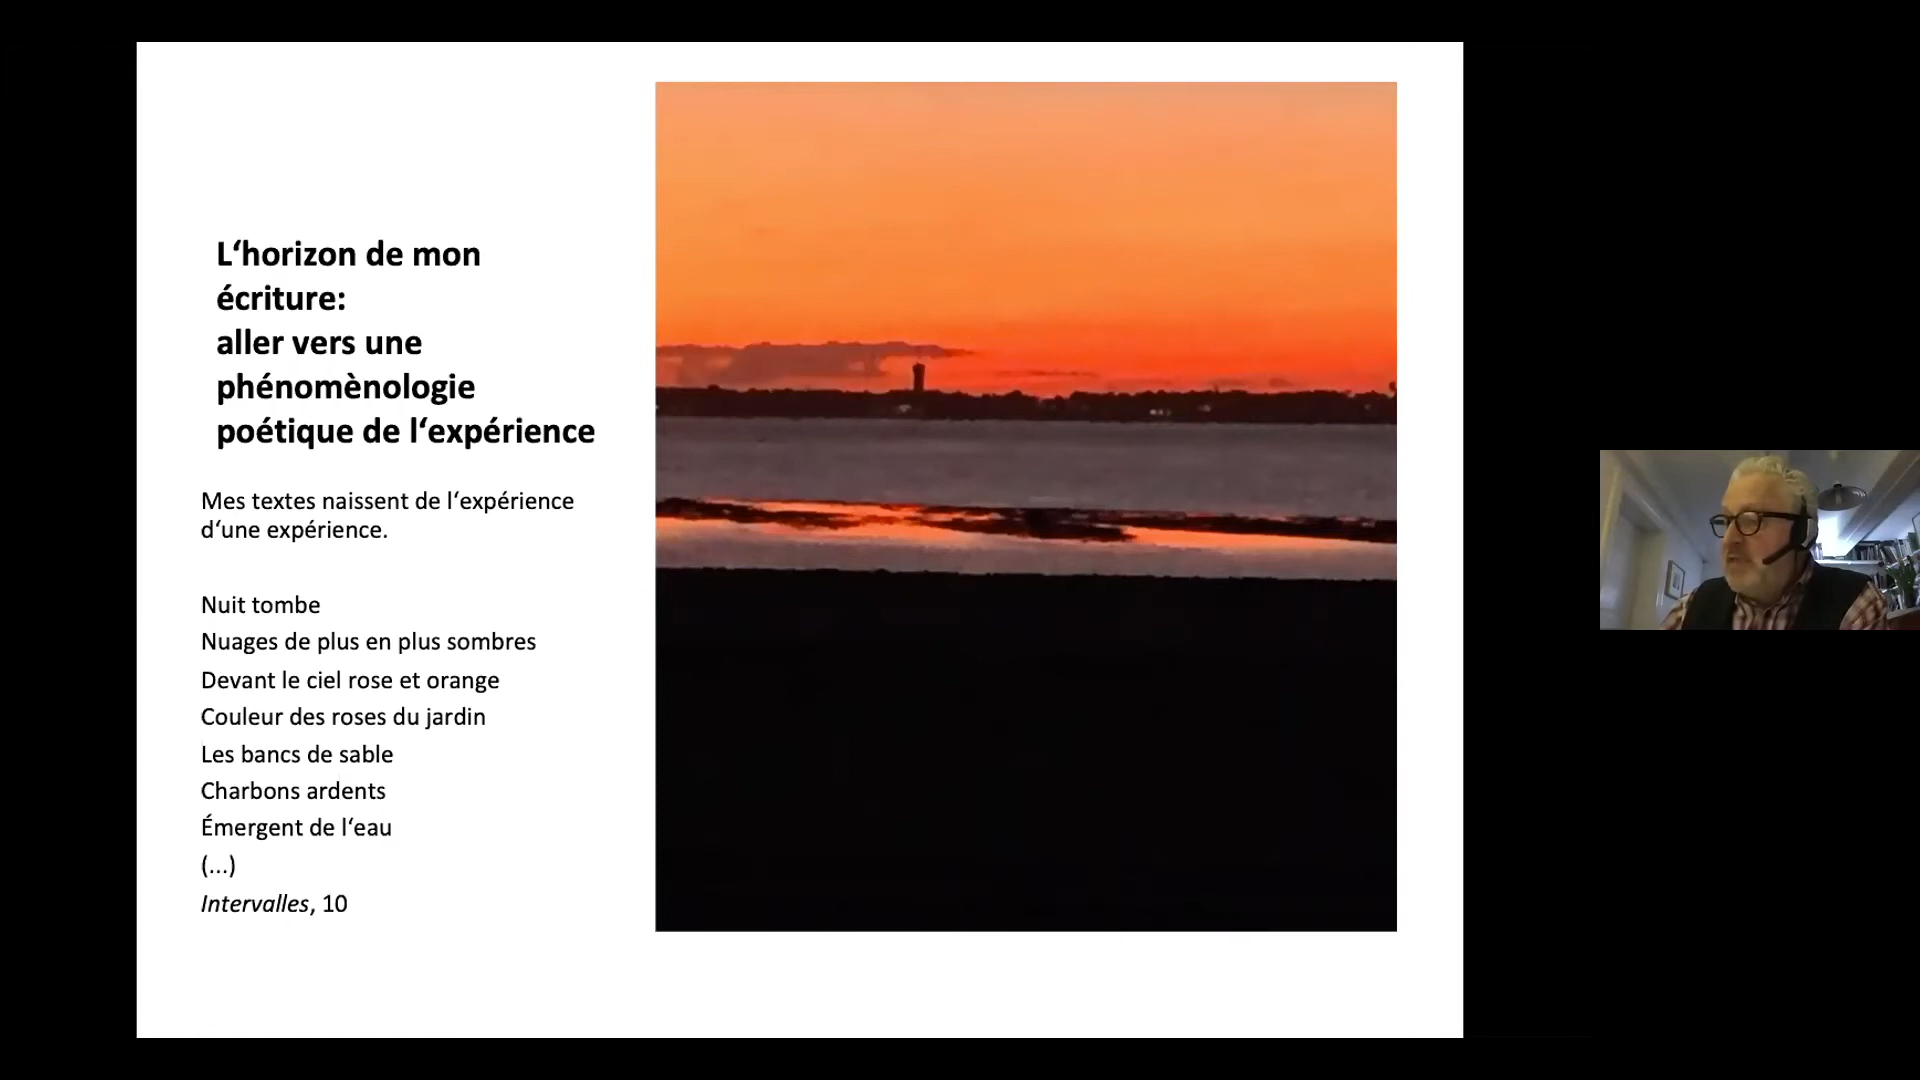 L‘horizon de mon
écriture:
aller vers une
phénomènologie
poétique de l‘expérience
Mes textes naissent de l‘expérience
d‘une expérience.
Nuit tombe
Nuages de plus en plus sombres
Devant le ciel rose et orange
Couleur des roses du jardin
Les bancs de sable
Charbons ardents
Émergent de l‘eau
(...)
Intervalles, 10